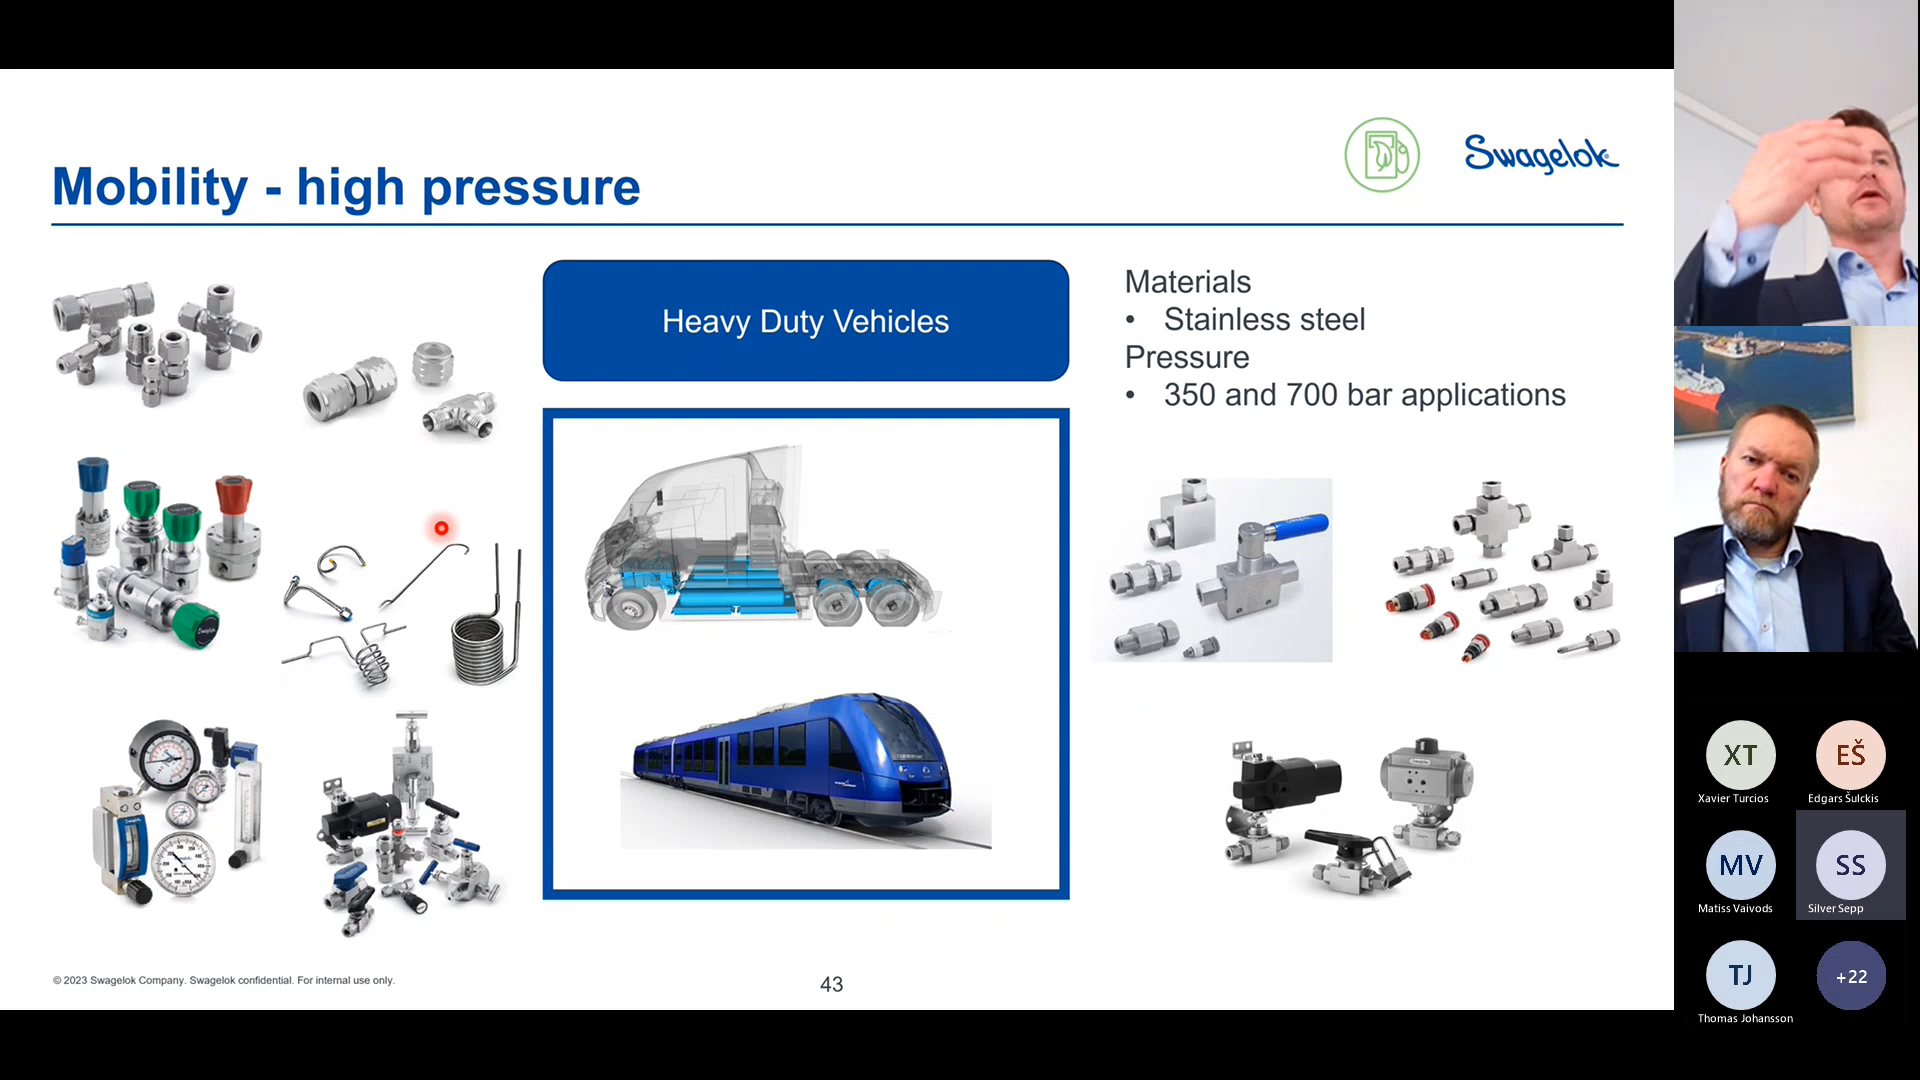 Swagelok
Mobility - high pressure
Heavy Duty Vehicles
Materials
• Stainless steel
Pressure
• 350 and 700 bar applications
© 2023 Swagelok Company. Swagelok confidential. For internal use only.
43
XT
Xavier Turcios
EŠ
Edgars Šulckis
MV
Matiss Vaivods
SS
Silver Sepp
TJ
Thomas Johansson
+22